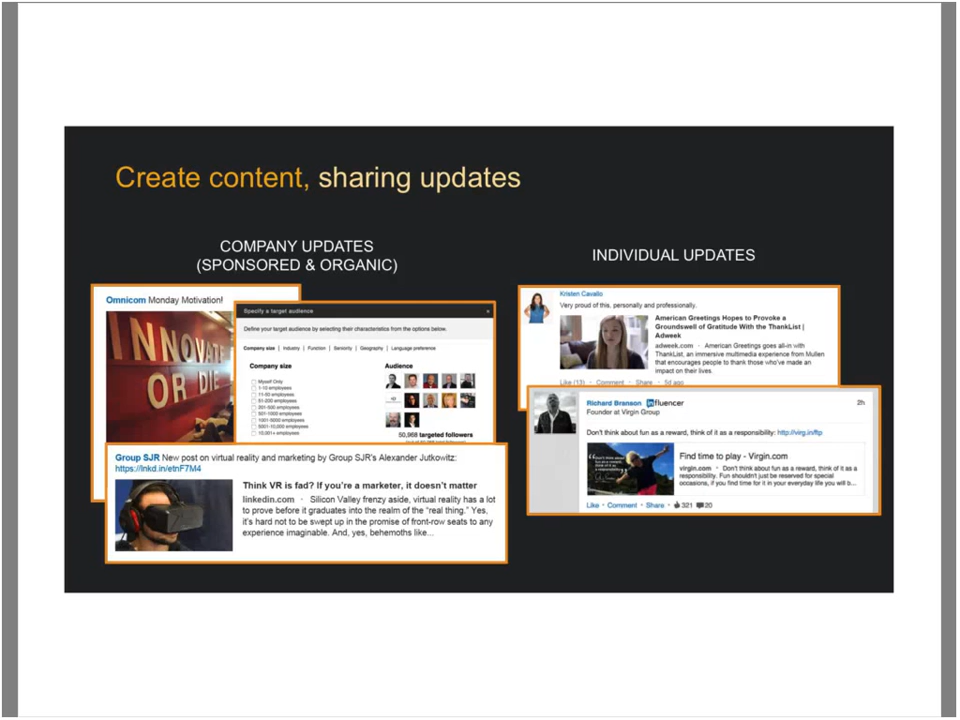 Create content, sharing updates
COMPANY UPDATES
(SPONSORED & ORGANIC)
INDIVIDUAL UPDATES
Omnicom Monday Motivation!
INNOVATE
OR DIE
Specify a target audience
Define your target audience by selecting their characteristics from the options below.
Company size | Industry | Function | Seniority | Geography | Language preference
Company size
Audience
Myself Only
1-10 employees
11-50 employees
51-200 employees
201-500 employees
501-1000 employees
1001-5000 employees
5001-10,000 employees
10,001+ employees
50,968 targeted followers
Group SJR New post on virtual reality and marketing by Group SJR's Alexander Jutkowitz:
https://lnkd.in/etnF7M4
Think VR is fad? If you're a marketer, it doesn't matter
linkedin.com · Silicon Valley frenzy aside, virtual reality has a lot
to prove before it graduates into the realm of the “real thing.” Yes,
it's hard not to be swept up in the promise of front-row seats to any
experience imaginable. And, yes, behemoths like...
Kristen Cavallo
Very proud of this, personally and professionally.
American Greetings Hopes to Provoke a
Groundswell of Gratitude With the ThankList |
Adweek
adweek.com · American Greetings goes all-in with
ThankList, an immersive multimedia experience from Mullen
that encourages people to thank those who've made an
impact on their lives.
Like (13) · Comment · Share · 5d ago
Richard Branson influencer
2h
Founder at Virgin Group
Don't think about fun as a reward, think of it as a responsibility: http://virg.in/ftp
Find time to play - Virgin.com
virgin.com · Don't think about fun as a reward, think of it as a
responsibility. Fun shouldn't just be reserved for special
occasions, if you find time for it in your everyday life you will b...
Like · Comment · Share · 321 20